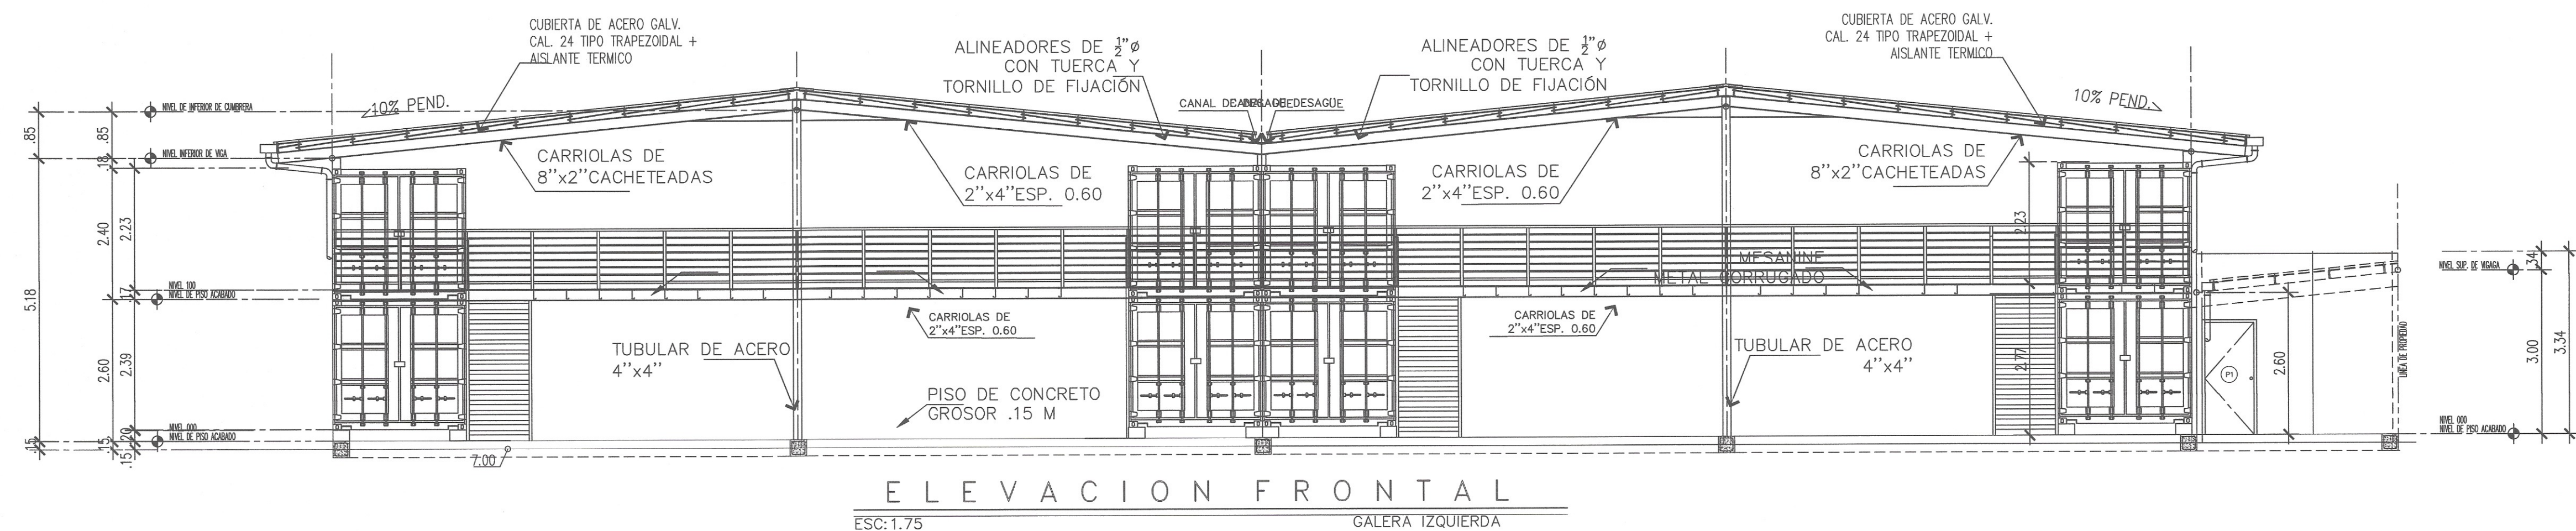 CUBIERTA DE ACERO GALV.
CAL. 24 TIPO TRAPEZOIDAL +
AISLANTE TERMICO
ALINEADORES DE ½"ø
CON TUERCA Y
TORNILLO DE FIJACIÓN
ALINEADORES DE ½"ø
CON TUERCA Y
TORNILLO DE FIJACIÓN
CUBIERTA DE ACERO GALV.
CAL. 24 TIPO TRAPEZOIDAL +
AISLANTE TERMICO
10% PEND.
CANAL DE DESAGÜE
10% PEND.
NIVEL DE INFERIOR DE CUMBRERA
.85
.85
NIVEL INFERIOR DE VIGA
.18
CARRIOLAS DE
8''x2''CACHETEADAS
CARRIOLAS DE
2''x4''ESP. 0.60
CARRIOLAS DE
2''x4''ESP. 0.60
CARRIOLAS DE
8''x2''CACHETEADAS
2.40
2.23
2.23
MESANINE
METAL CORRUGADO
NIVEL SUP. DE VIGAGA
.34
NIVEL 100
NIVEL DE PISO ACABADO
.17
5.18
CARRIOLAS DE
2''x4''ESP. 0.60
CARRIOLAS DE
2''x4''ESP. 0.60
TUBULAR DE ACERO
4''x4''
TUBULAR DE ACERO
4''x4''
2.60
2.39
2.77
P1
2.60
LINEA DE PROPIEDAD
3.00
3.34
PISO DE CONCRETO
GROSOR .15 M
NIVEL 000
NIVEL DE PISO ACABADO
NIVEL 000
NIVEL DE PISO ACABADO
.15
.15
.20
.15
7.00
ELEVACION FRONTAL
ESC: 1.75
GALERA IZQUIERDA